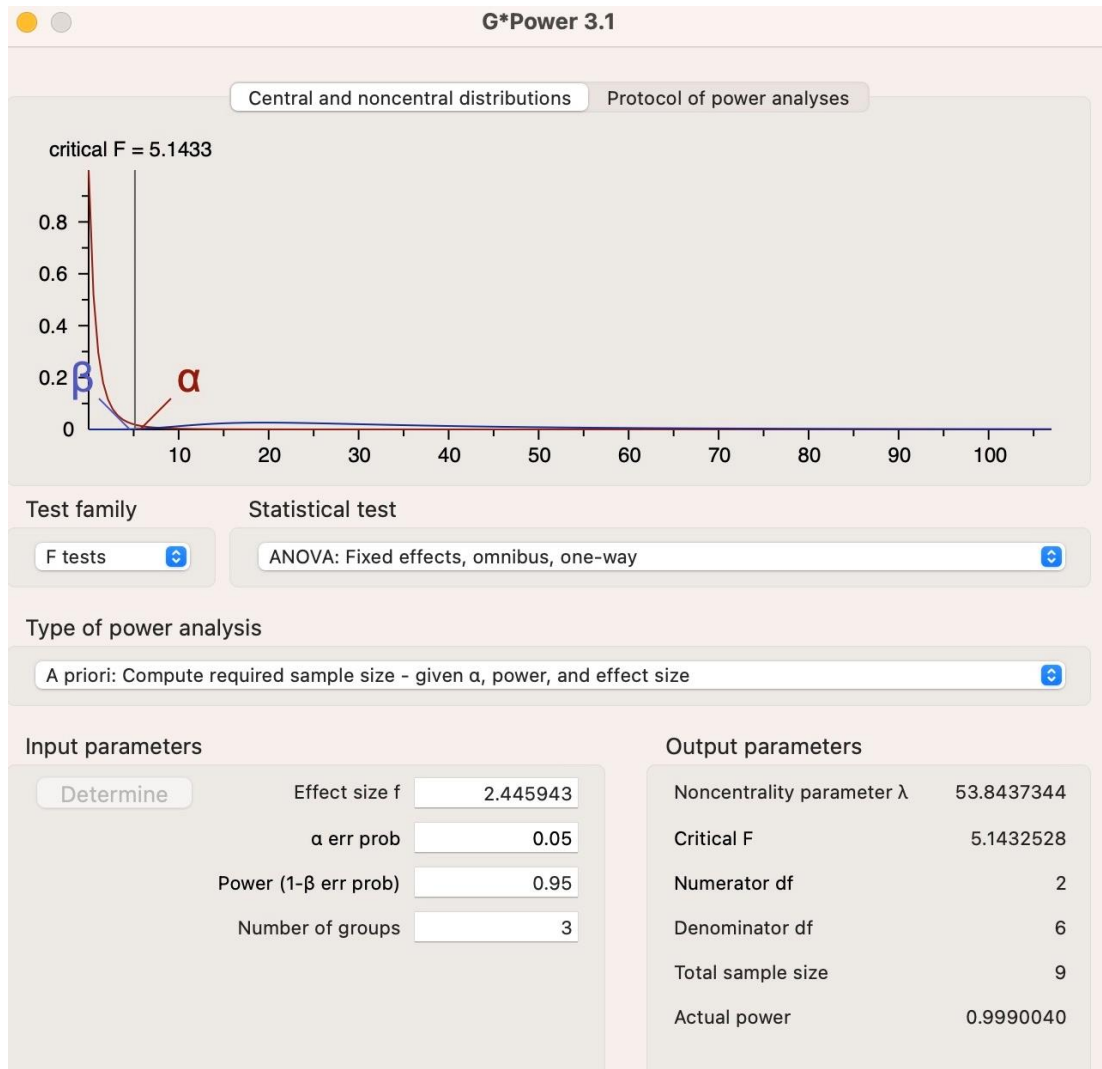 G*Power 3.1
Central and noncentral distributions Protocol of power analyses
critical F = 5.1433
0.8
0.6
0.4
0.2
β α
0
10 20 30 40 50 60 70 80 90 100
Test family Statistical test
F tests ANOVA: Fixed effects, omnibus, one-way
Type of power analysis
A priori: Compute required sample size - given α, power, and effect size
Input parameters Output parameters
Determine Effect size f 2.445943 Noncentrality parameter λ 53.8437344
α err prob 0.05 Critical F 5.1432528
Power (1-β err prob) 0.95 Numerator df 2
Number of groups 3 Denominator df 6
Total sample size 9
Actual power 0.9990040